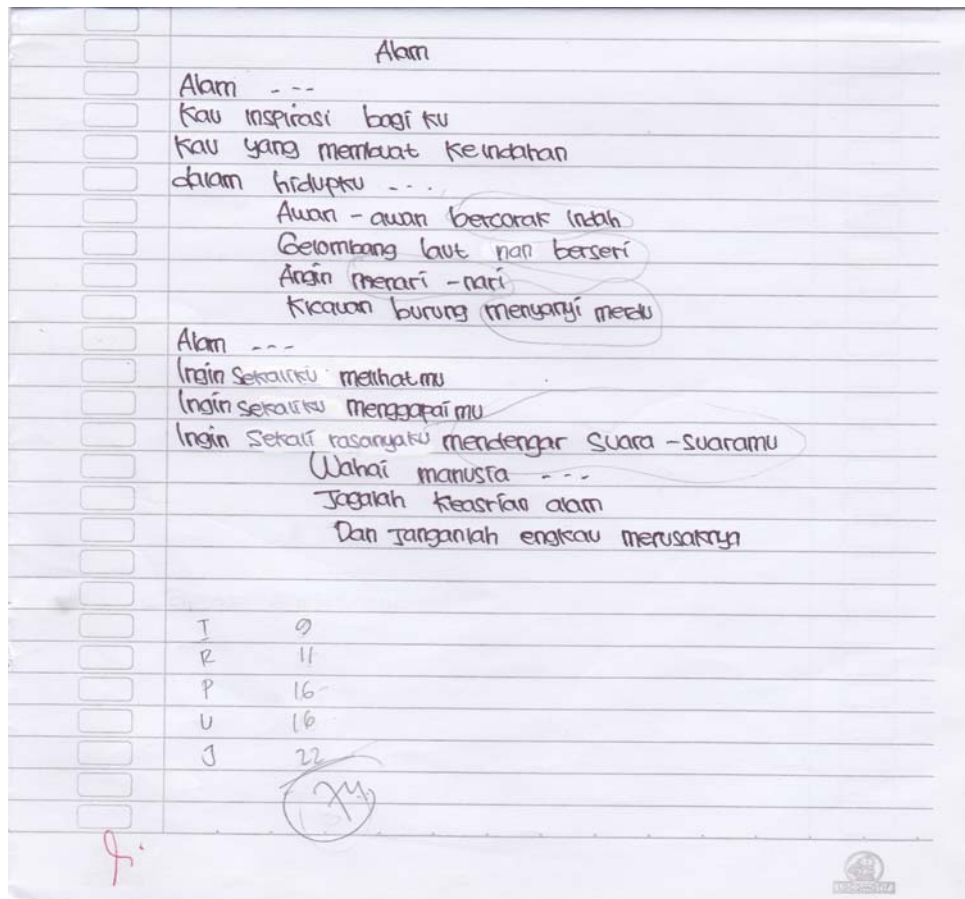 Alam
Alam ---
Kau inspirasi bagi ku
Kau yang membuat keindahan
dalam hidupku ...
Awan - awan bercorak indah
Gelombang laut nan berseri
Angin menari - nari
Kicauan burung menyanyi merdu
Alam ---
Ingin sekaliku melihatmu
Ingin sekaliku menggapaimu
Ingin sekali rasanyaku mendengar suara - suaramu
Wahai manusia ---
Jagalah keasrian alam
Dan janganlah engkau merusaknya
I 9
R 11
P 16
U 16
J 22
74